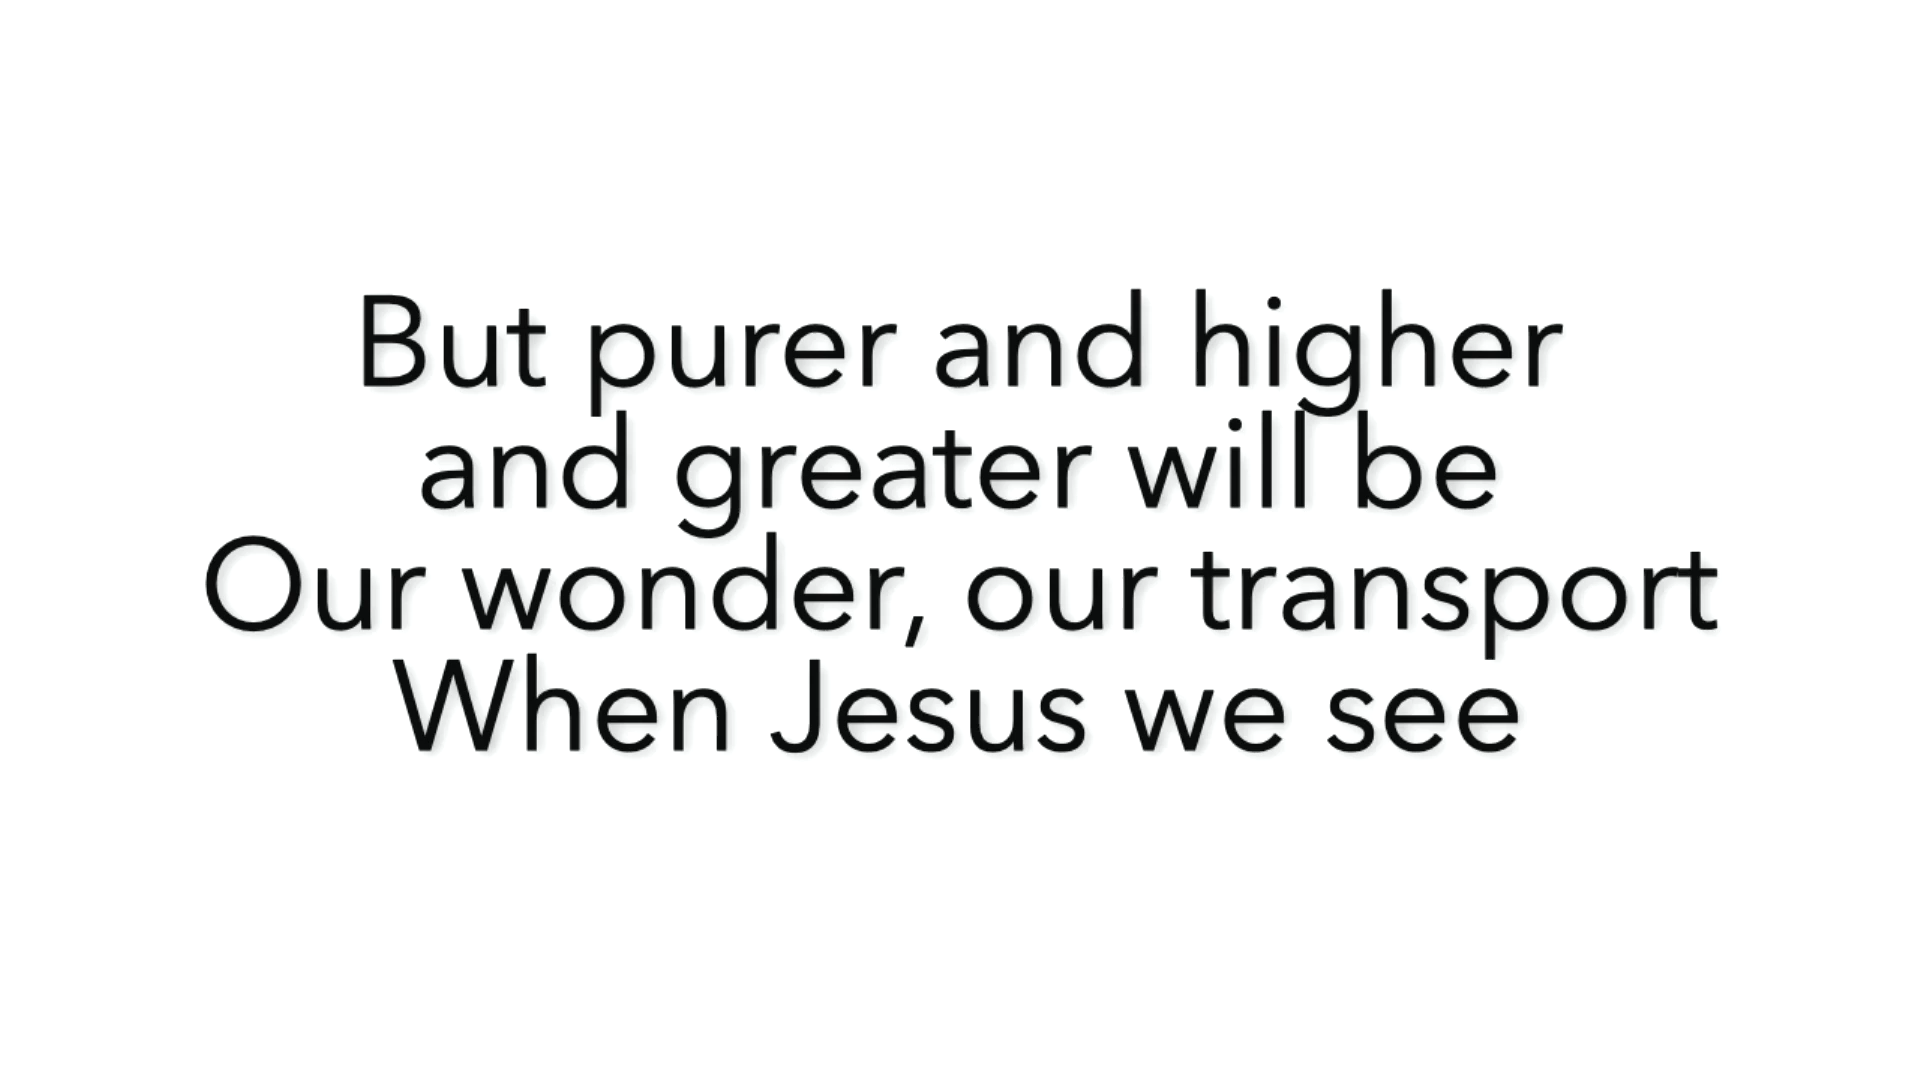 But purer and higher
and greater will be
Our wonder, our transport
When Jesus we see